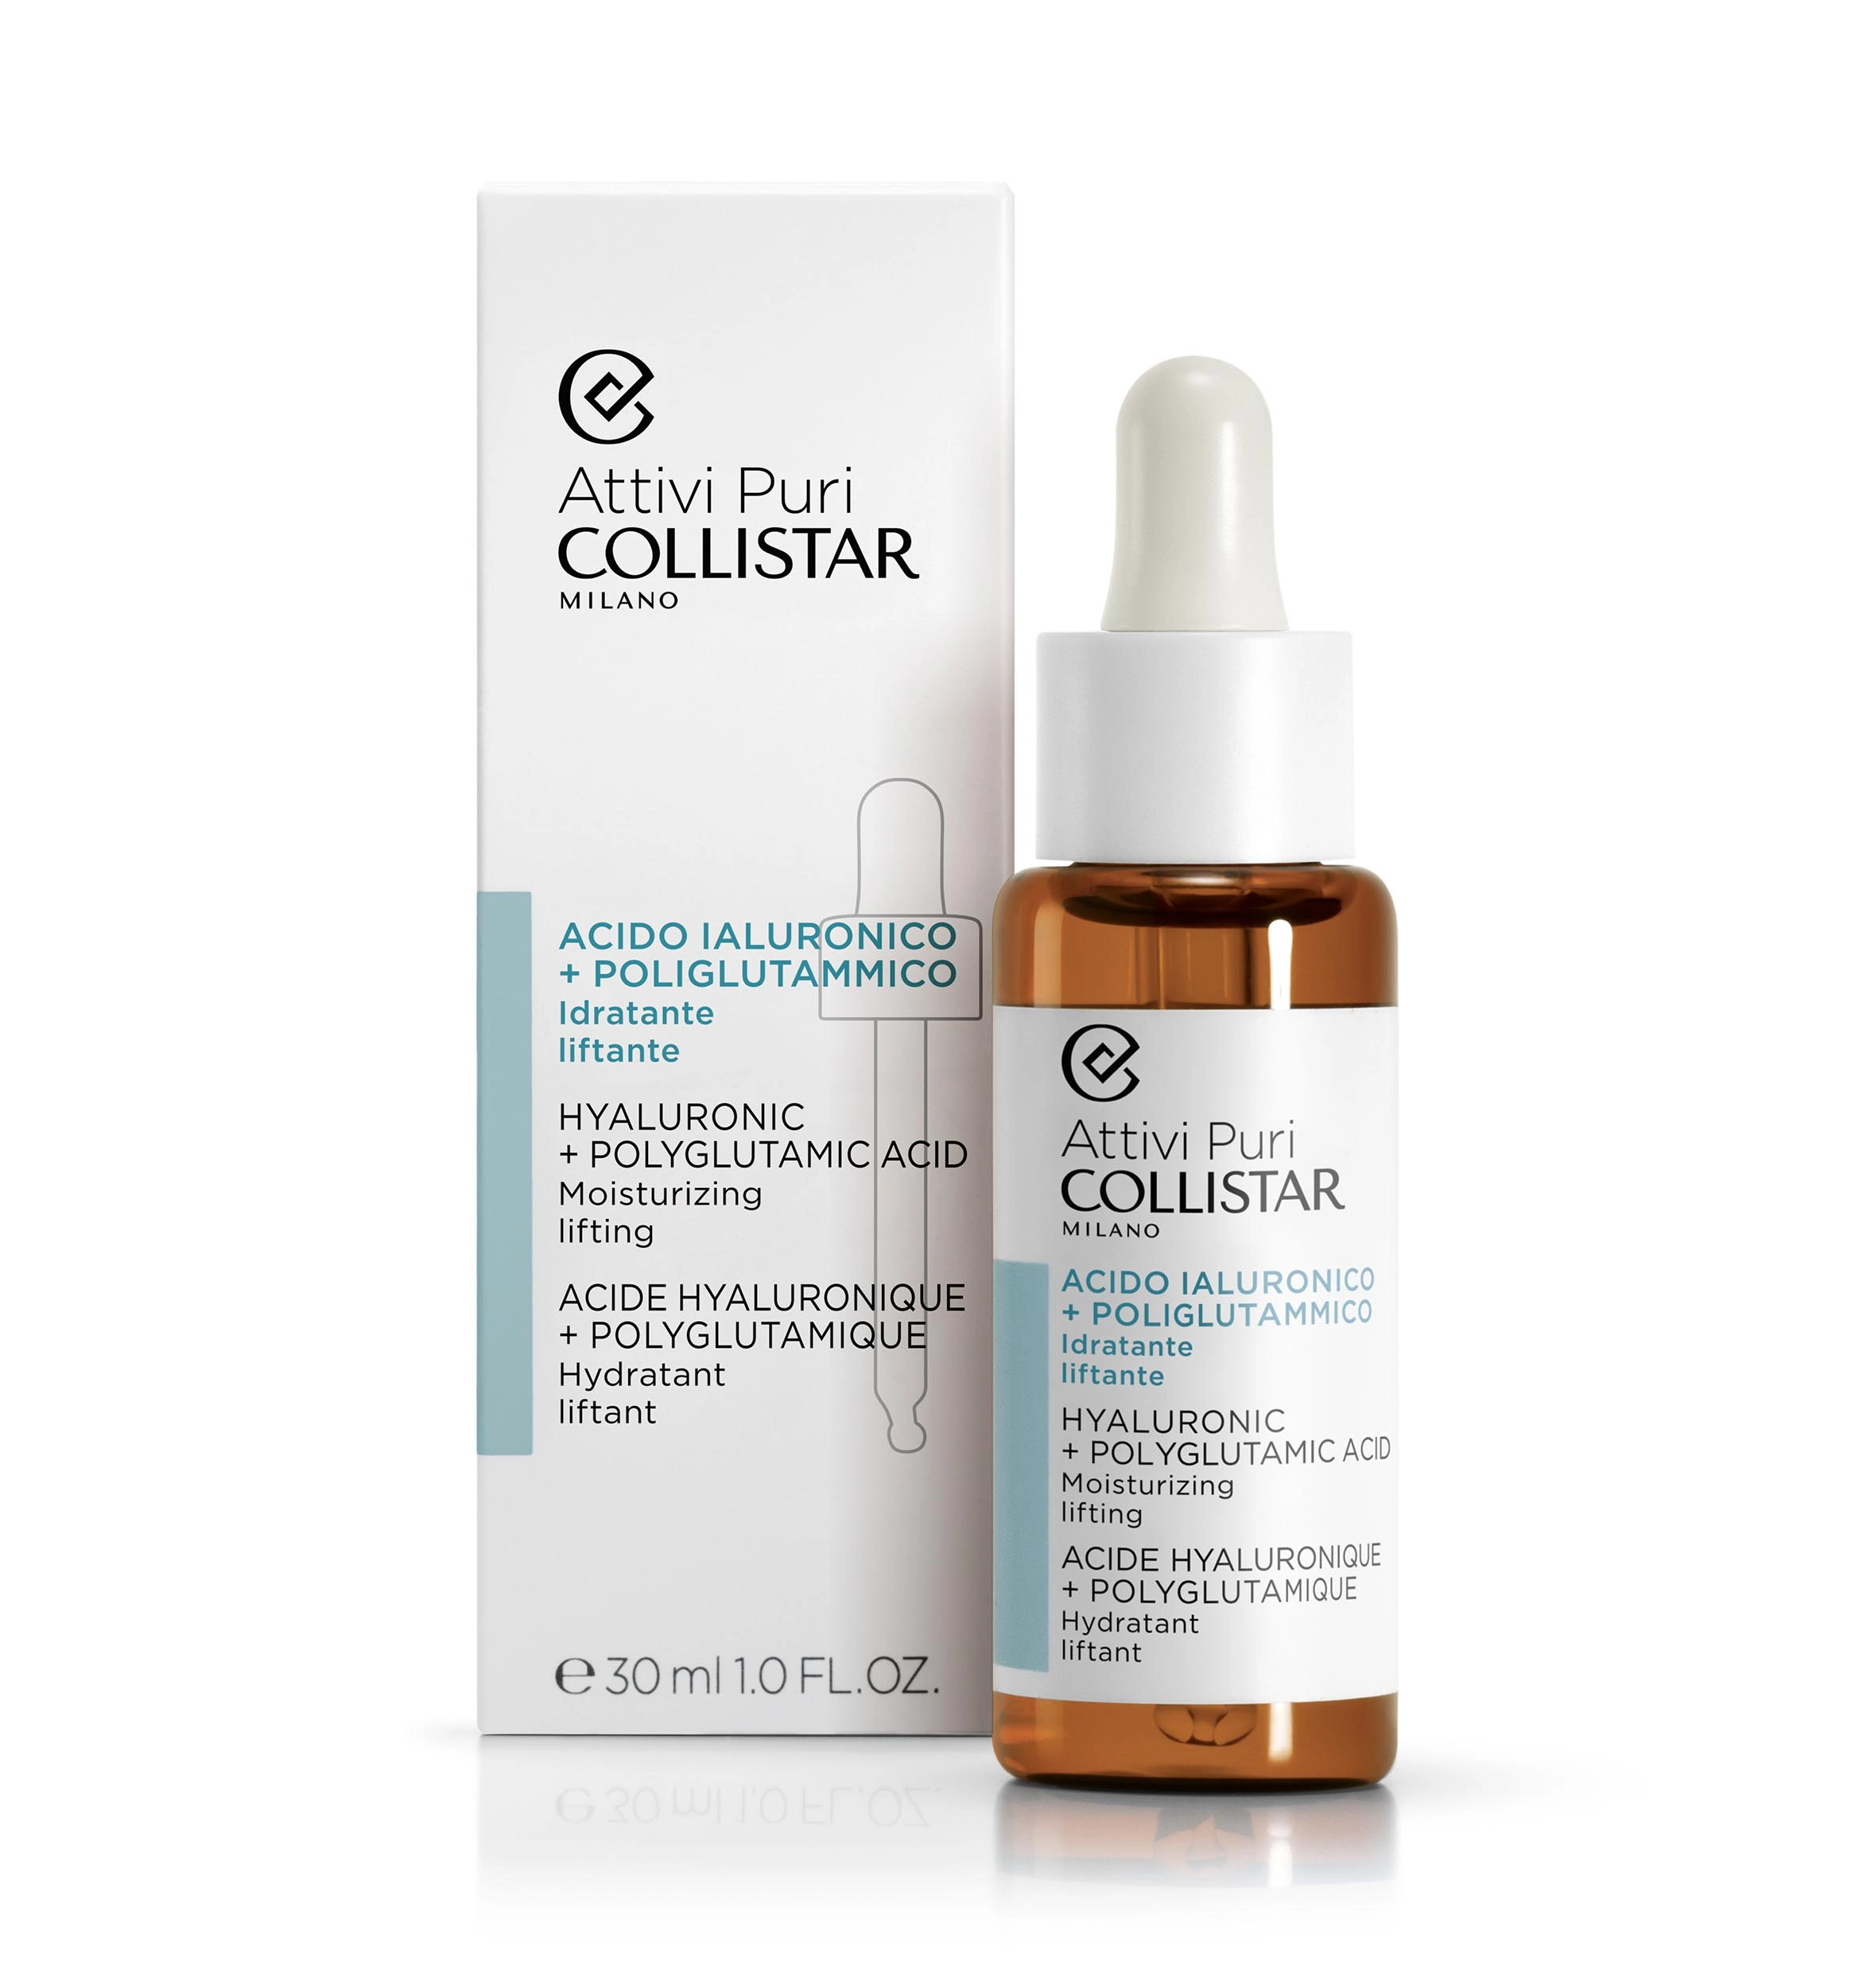 Attivi Puri
COLLISTAR
MILANO
ACIDO IALURONICO
+ POLIGLUTAMMICO
Idratante
liftante
HYALURONIC
+ POLYGLUTAMIC ACID
Moisturizing
lifting
ACIDE HYALURONIQUE
+ POLYGLUTAMIQUE
Hydratant
liftant
℮ 30 ml 1.0 FL.OZ.
Attivi Puri
COLLISTAR
MILANO
ACIDO IALURONICO
+ POLIGLUTAMMICO
Idratante
liftante
HYALURONIC
+ POLYGLUTAMIC ACID
Moisturizing
lifting
ACIDE HYALURONIQUE
+ POLYGLUTAMIQUE
Hydratant
liftant